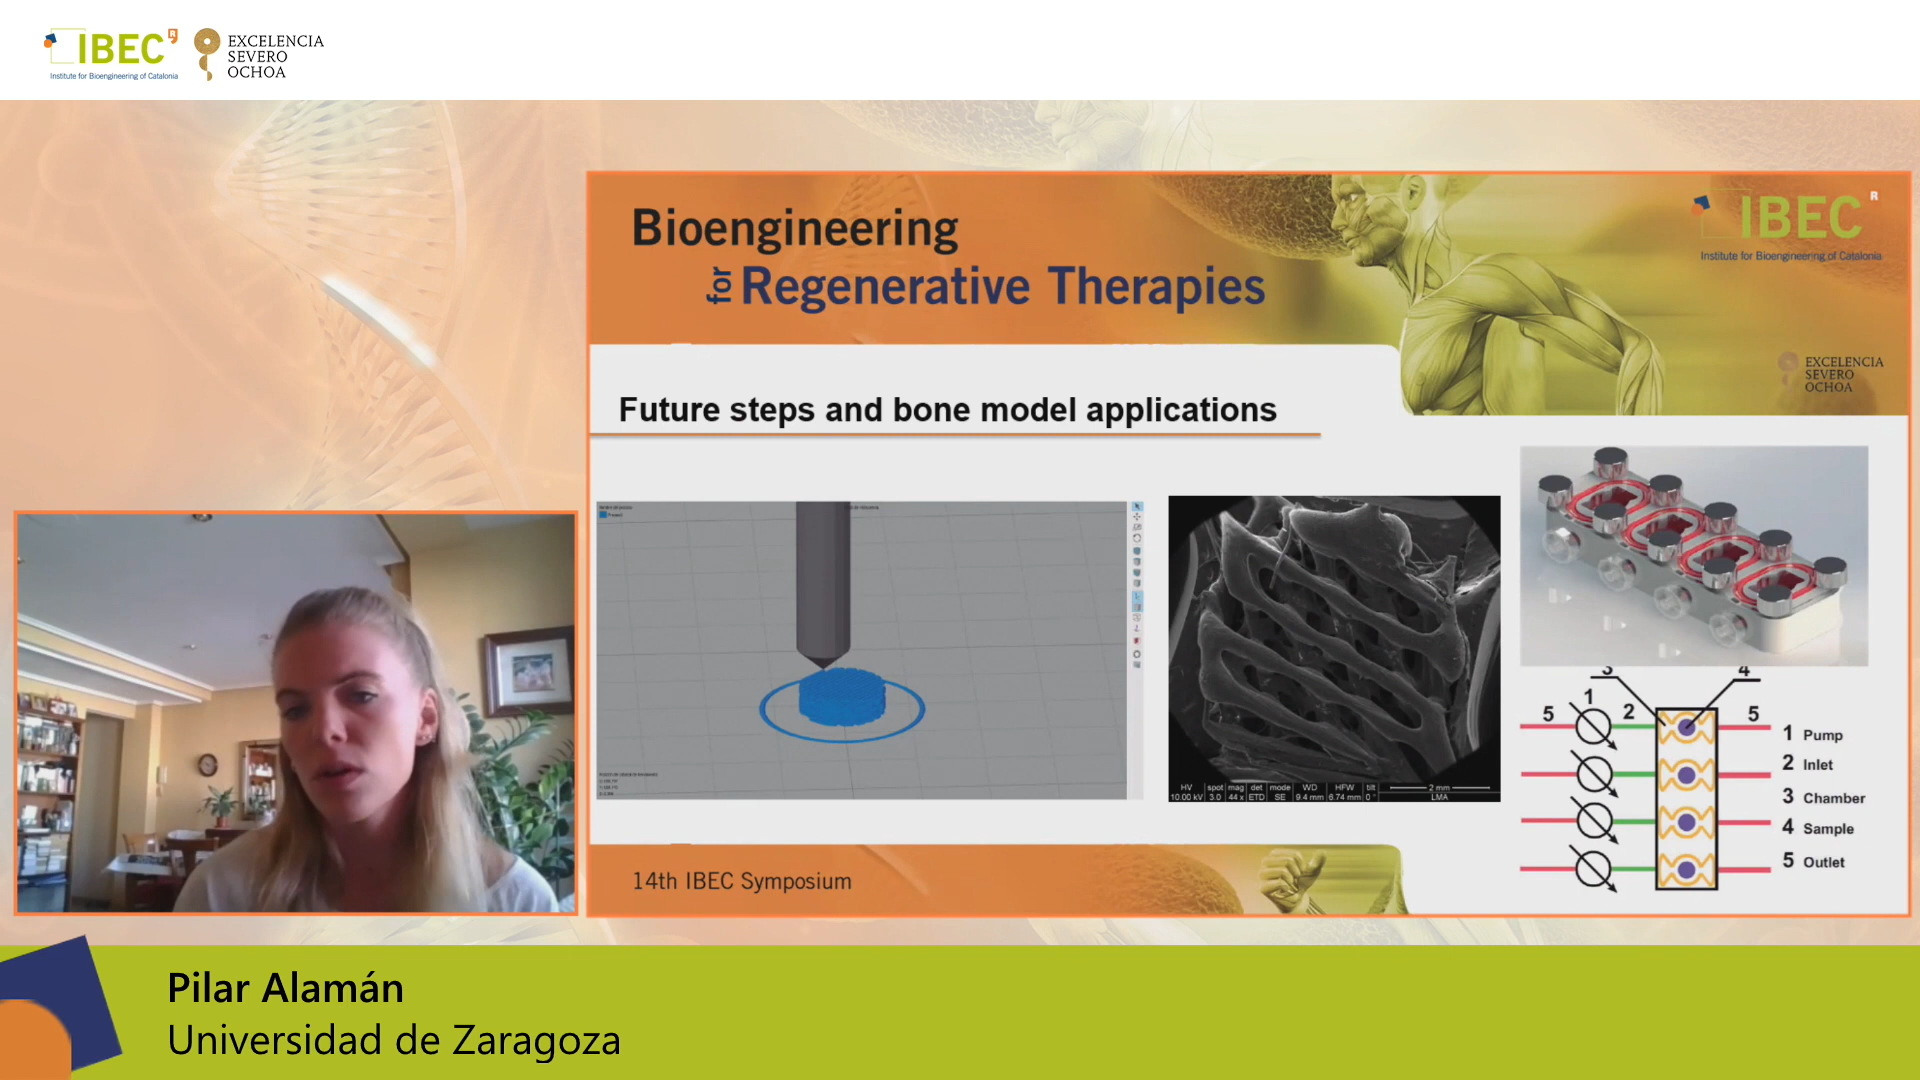 IBEC R
Institute for Bioengineering of Catalonia
EXCELENCIA
SEVERO
OCHOA
Bioengineering
for Regenerative Therapies
IBEC R
Institute for Bioengineering of Catalonia
EXCELENCIA
SEVERO
OCHOA
Future steps and bone model applications
HV spot mag det mode WD HFW tilt
10.00 kV 3.0 44 x ETD SE 9.4 mm 6.74 mm 0 °
2 mm
LMA
3 4
5 1 2 5
1 Pump
2 Inlet
3 Chamber
4 Sample
5 Outlet
14th IBEC Symposium
Pilar Alamán
Universidad de Zaragoza